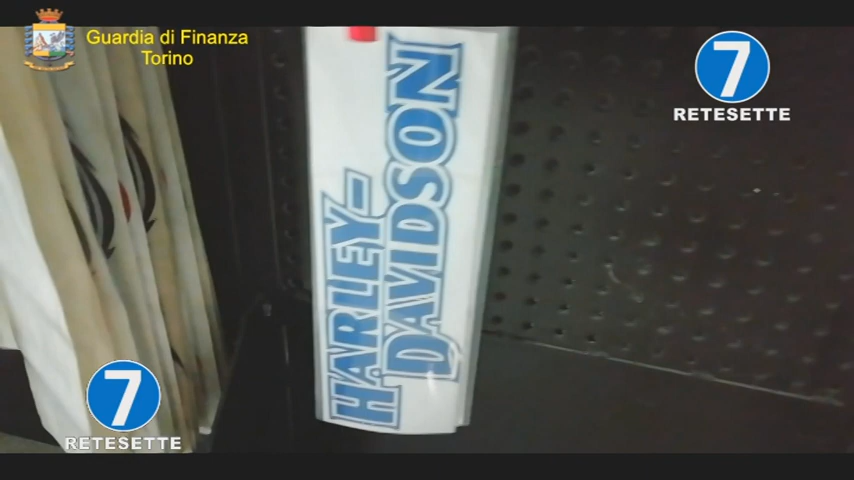 Guardia di Finanza
Torino
7
RETESETTE
HARLEY-
DAVIDSON
7
RETESETTE